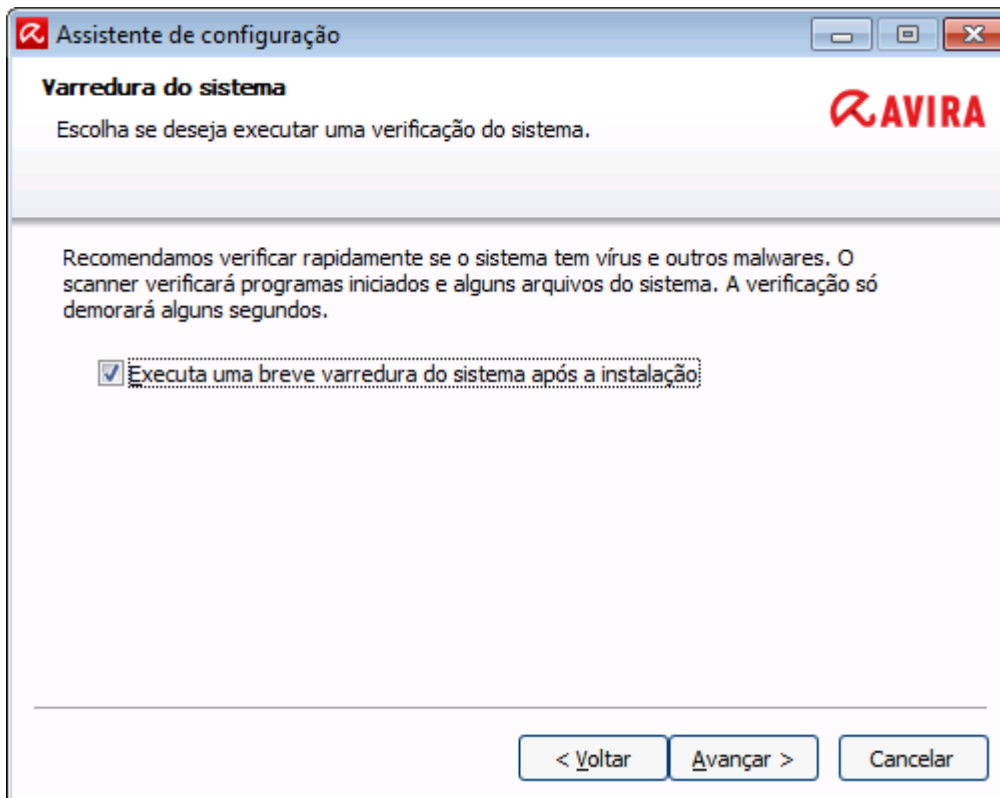 Assistente de configuração
Varredura do sistema
Escolha se deseja executar uma verificação do sistema.
AVIRA
Recomendamos verificar rapidamente se o sistema tem vírus e outros malwares. O
scanner verificará programas iniciados e alguns arquivos do sistema. A verificação só
demorará alguns segundos.
Executa uma breve varredura do sistema após a instalação
< Voltar
Avançar >
Cancelar